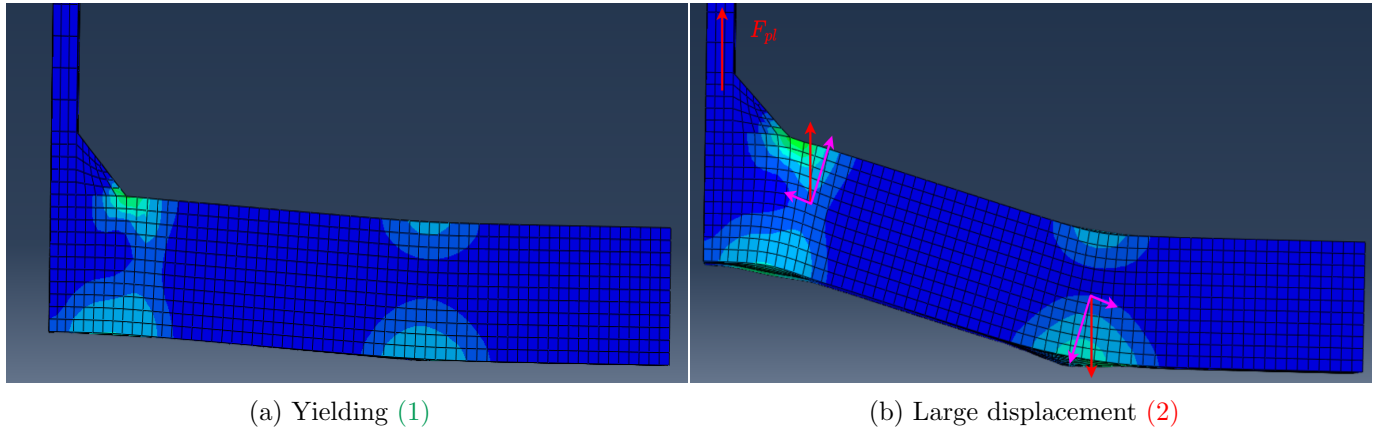 F_pl
(a) Yielding (1)
(b) Large displacement (2)